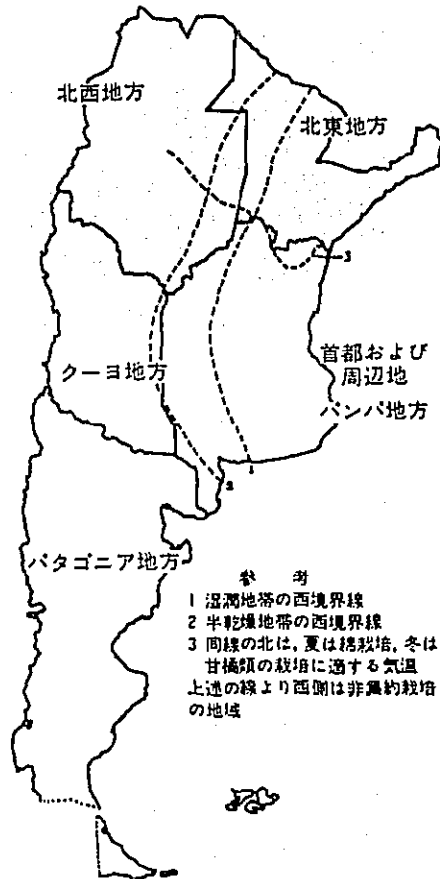 北西地方
北東地方
3
クーヨ地方
首都および
周辺地
パンパ地方
2
パタゴニア地方
参考
1 湿潤地帯の西境界線
2 半乾燥地帯の西境界線
3 同線の北は、夏は綿栽培、冬は
甘橘類の栽培に適する気温
上述の線より西側は非集約栽培
の地域